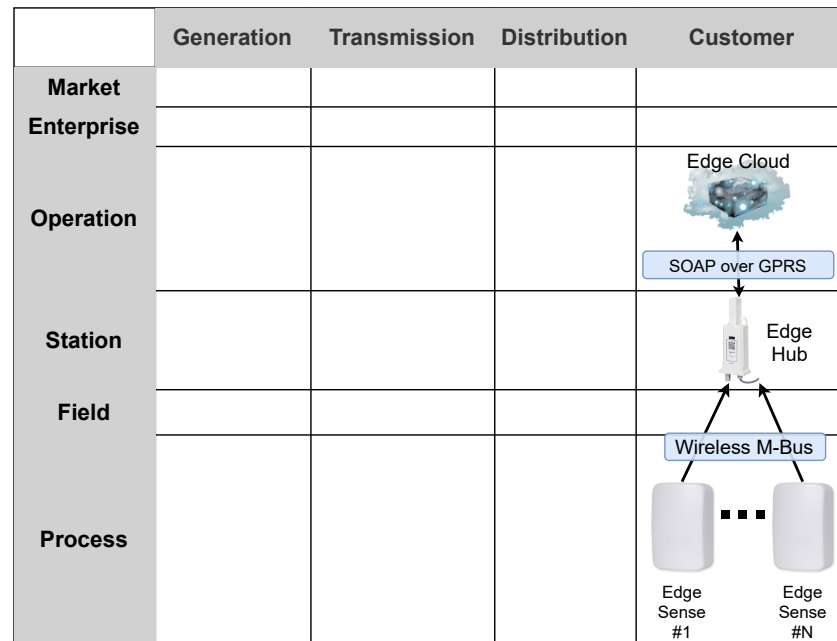 Generation Transmission Distribution Customer
Market
Enterprise
Edge Cloud
Operation
SOAP over GPRS
Station
Edge
Hub
Field
Wireless M-Bus
Process
Edge
Sense
#1
Edge
Sense
#N